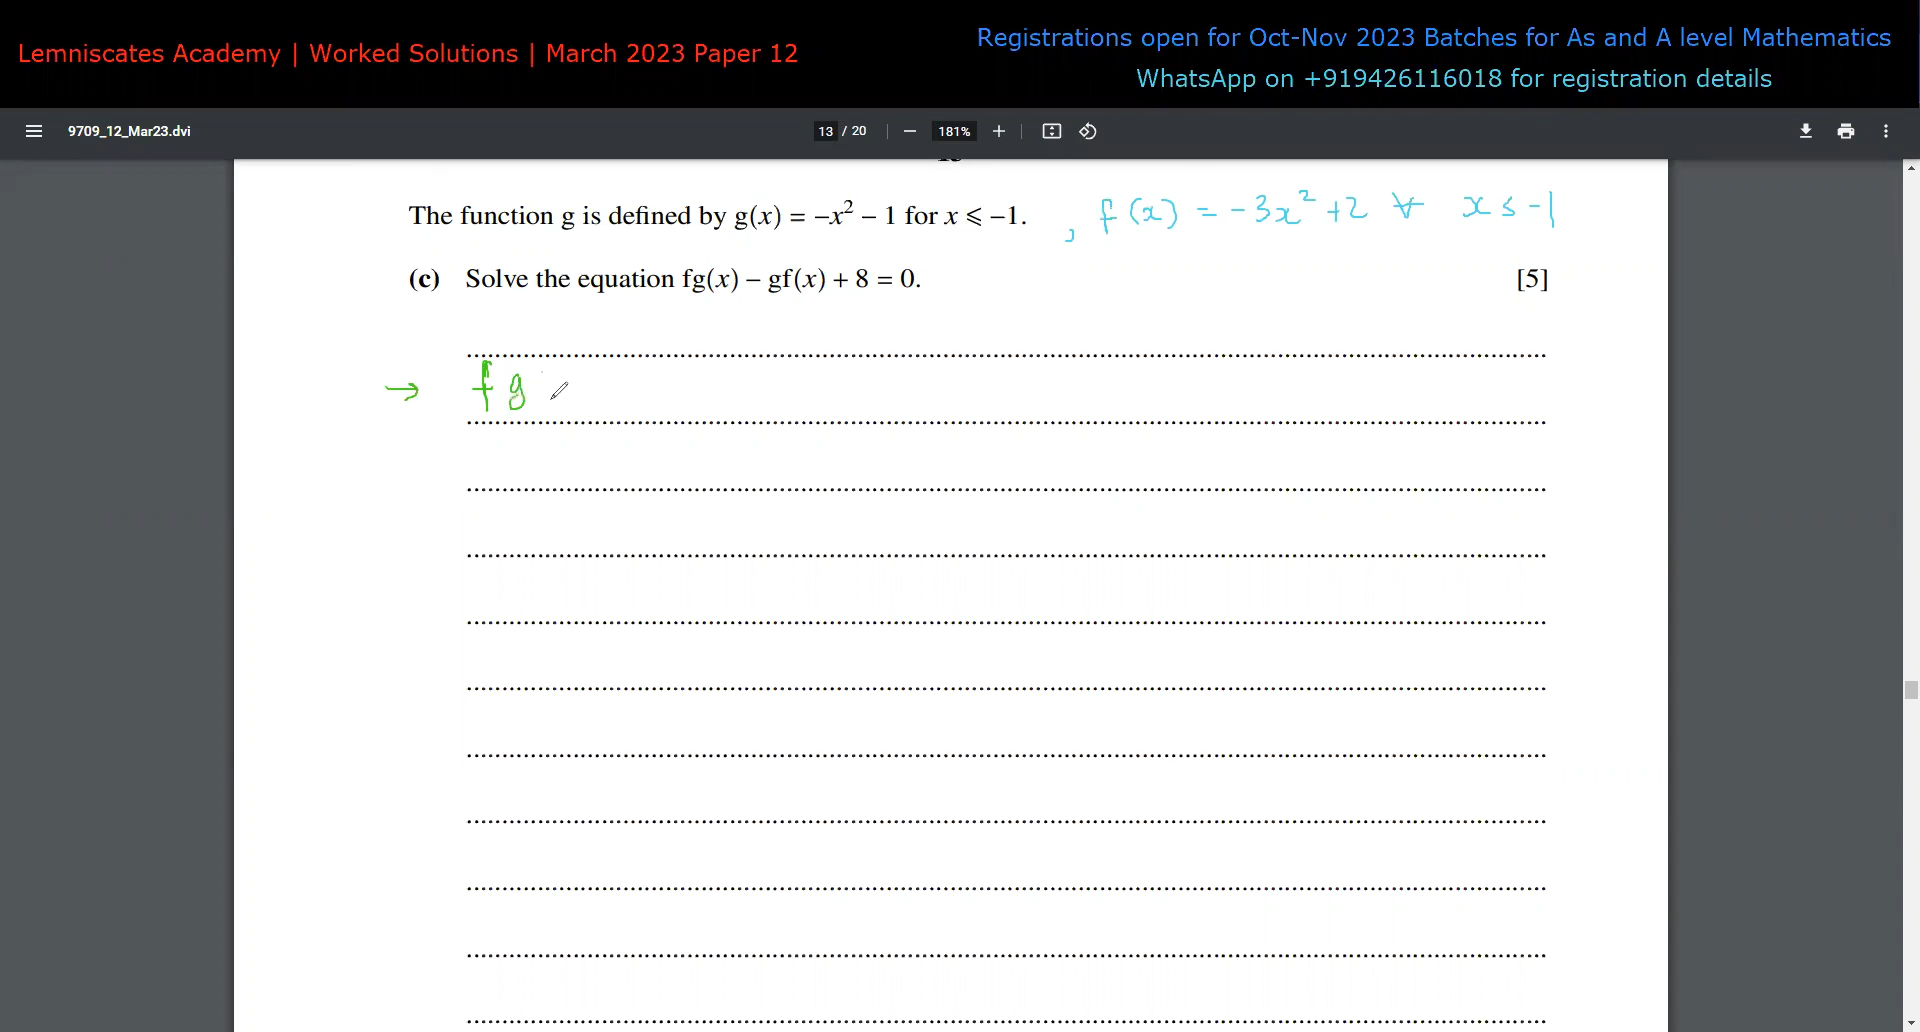 Lemniscates Academy | Worked Solutions | March 2023 Paper 12
Registrations open for Oct-Nov 2023 Batches for As and A level Mathematics
WhatsApp on +919426116018 for registration details
9709_12_Mar23.dvi
13 / 20
181%
The function g is defined by g(x) = −x² − 1 for x ⩽ −1. , f(x) = -3x² + 2 ∀ x ≤ -1
(c) Solve the equation fg(x) − gf(x) + 8 = 0. [5]
→ fg